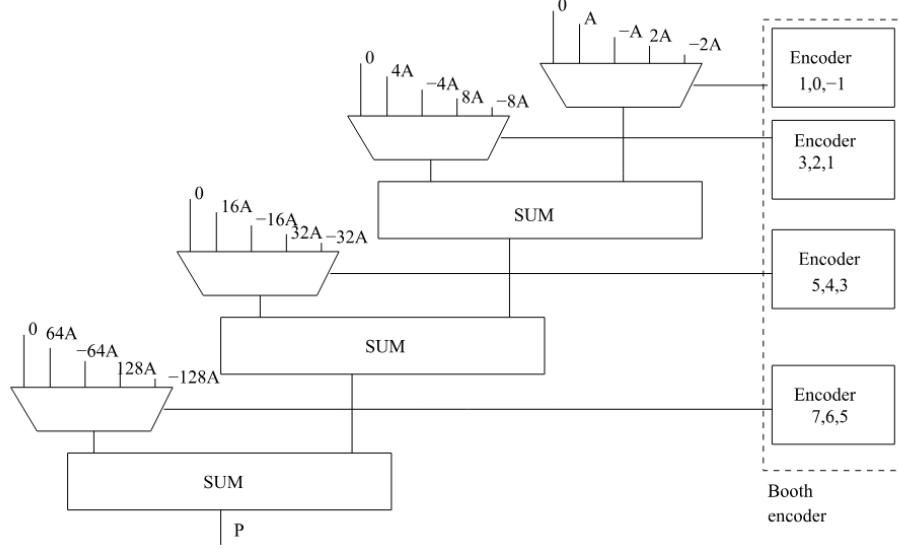 0
A
−A
2A
−2A
Encoder
1,0,−1
0
4A
−4A
8A
−8A
Encoder
3,2,1
SUM
0
16A
−16A
32A
−32A
Encoder
5,4,3
SUM
0
64A
−64A
128A
−128A
Encoder
7,6,5
SUM
P
Booth
encoder